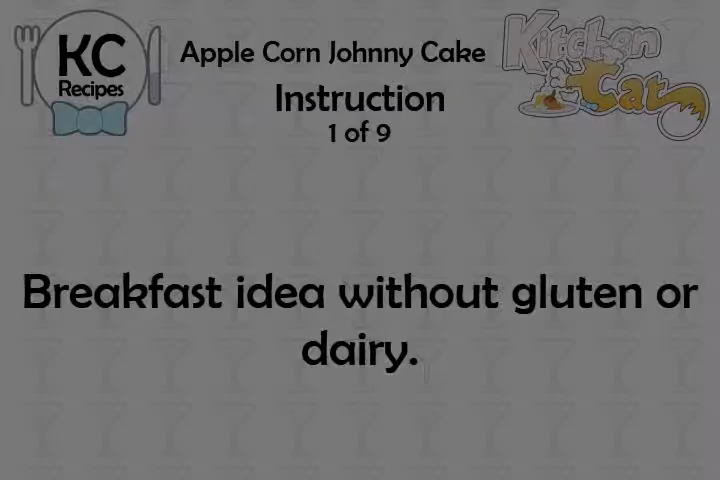 KC
Recipes
Apple Corn Johnny Cake
Instruction
1 of 9
Kitchen
Cat
Breakfast idea without gluten or
dairy.